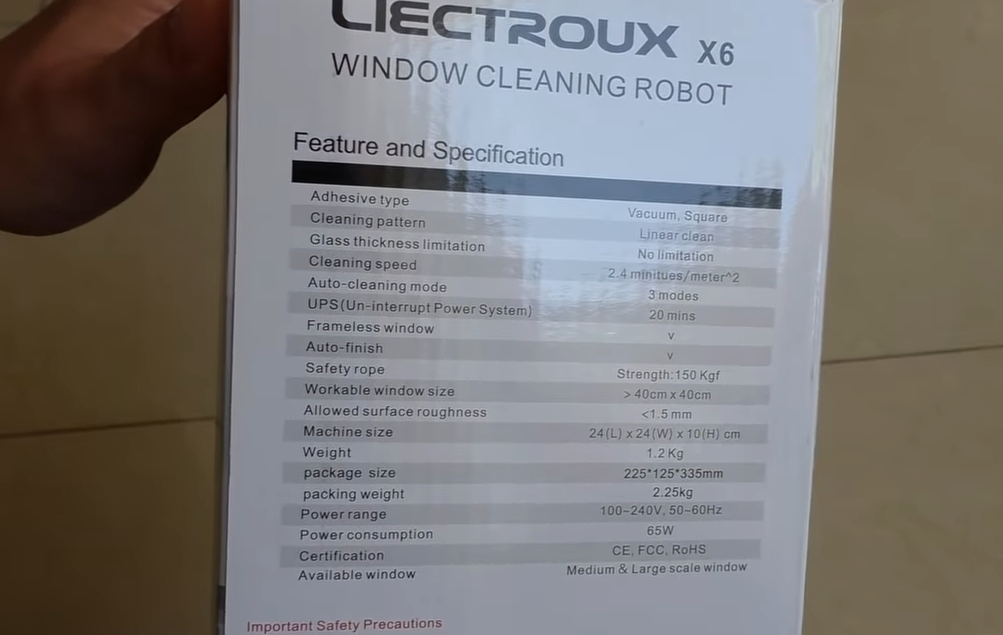 LIECTROUX X6
WINDOW CLEANING ROBOT
Feature and Specification
Adhesive type Vacuum, Square
Cleaning pattern Linear clean
Glass thickness limitation No limitation
Cleaning speed 2.4 minitues/meter^2
Auto-cleaning mode 3 modes
UPS(Un-interrupt Power System) 20 mins
Frameless window v
Auto-finish v
Safety rope Strength:150 Kgf
Workable window size > 40cm x 40cm
Allowed surface roughness <1.5 mm
Machine size 24(L) x 24(W) x 10(H) cm
Weight 1.2 Kg
package size 225*125*335mm
packing weight 2.25kg
Power range 100~240V, 50~60Hz
Power consumption 65W
Certification CE, FCC, RoHS
Available window Medium & Large scale window
Important Safety Precautions